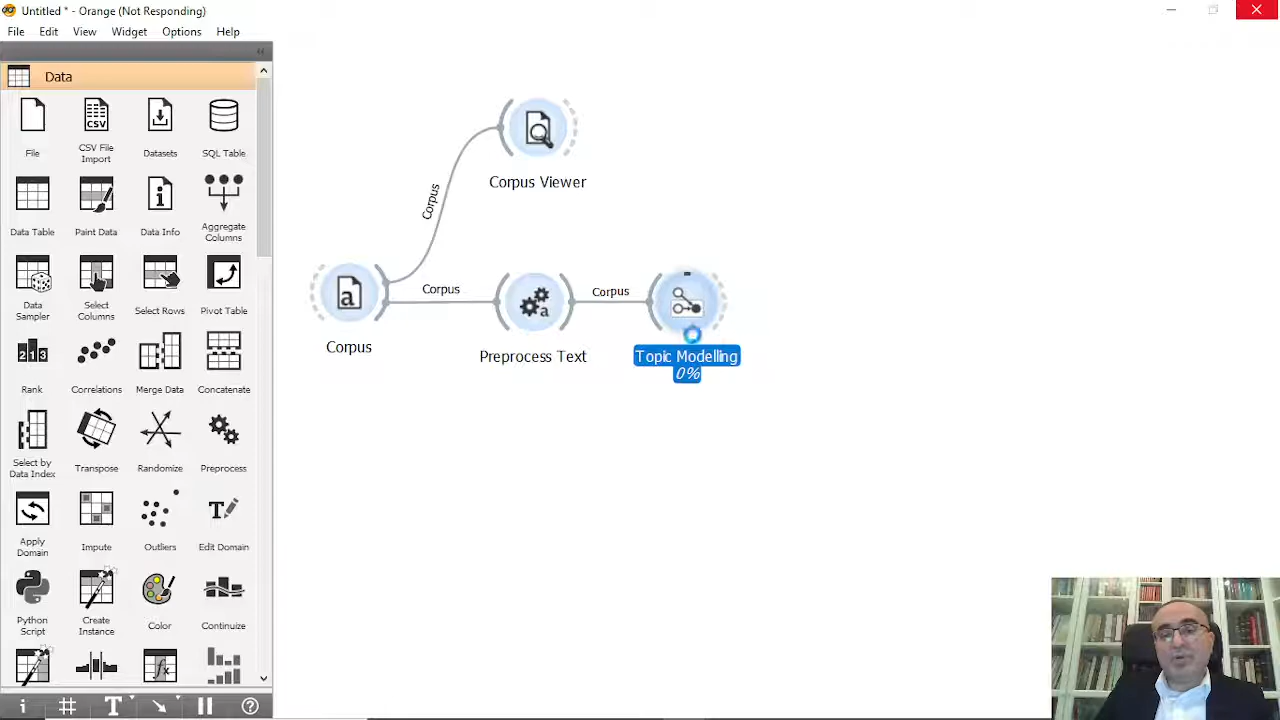 Untitled * - Orange (Not Responding)
File Edit View Widget Options Help
Data
File
CSV File Import
Datasets
SQL Table
Data Table
Paint Data
Data Info
Aggregate Columns
Data Sampler
Select Columns
Select Rows
Pivot Table
Rank
Correlations
Merge Data
Concatenate
Select by Data Index
Transpose
Randomize
Preprocess
Apply Domain
Impute
Outliers
Edit Domain
Python Script
Create Instance
Color
Continuize
Corpus
Corpus Viewer
Corpus
Corpus
Corpus
Preprocess Text
Topic Modelling
0%